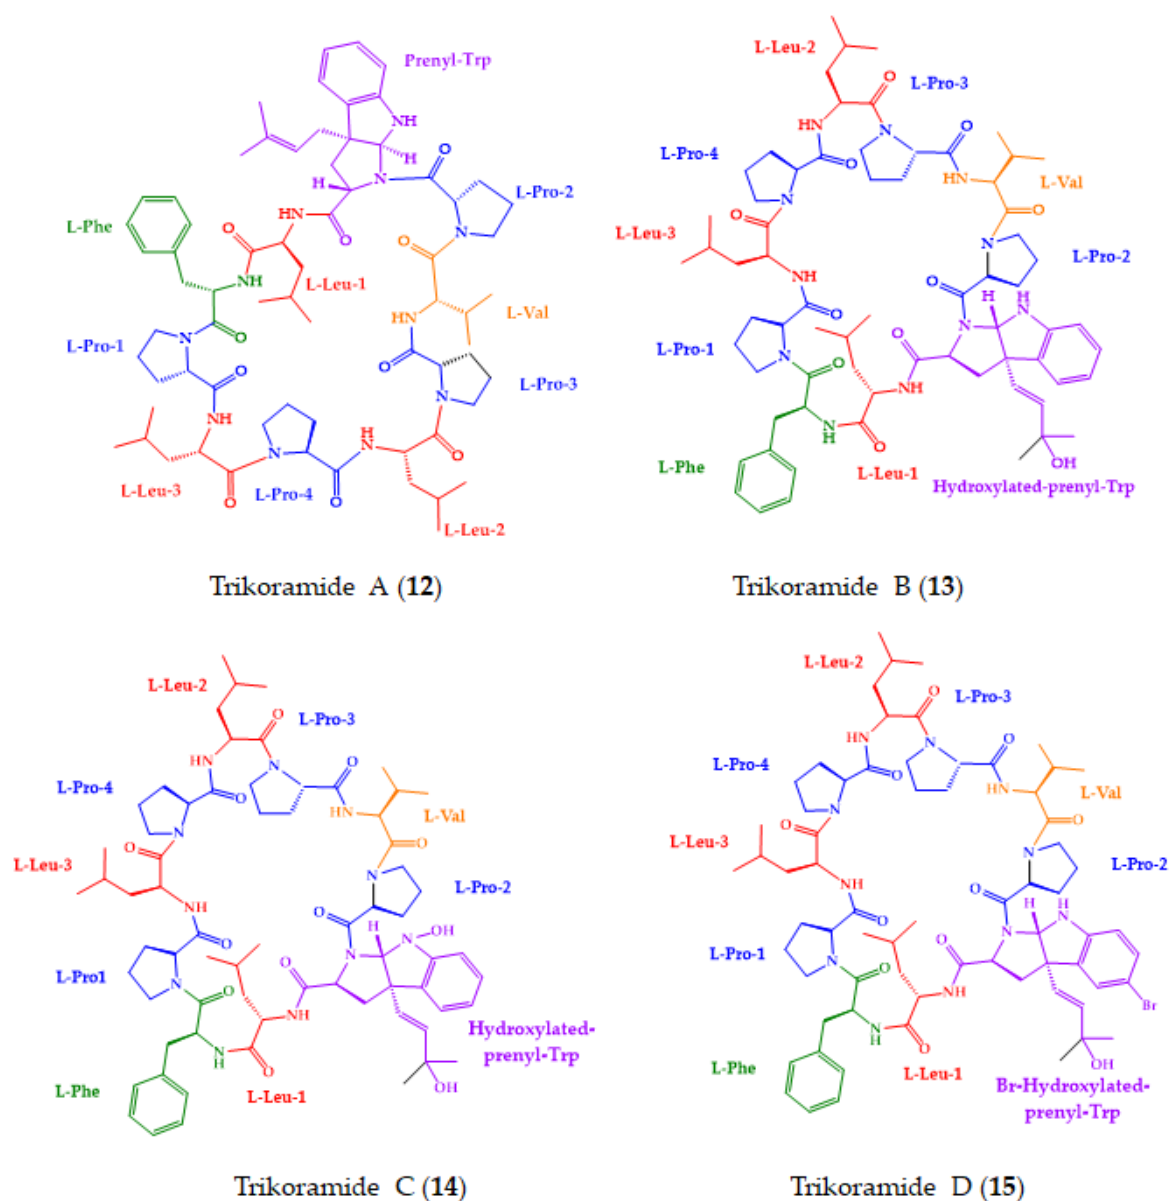 Prenyl-Trp
NH
H
N
H
O
O
L-Pro-2
N
HN
O
L-Phe
O
L-Leu-1
NH
O
L-Val
HN
O
L-Pro-1
N
O
O
L-Pro-3
N
NH
H
N
O
L-Leu-3
O
N
L-Pro-4
O
L-Leu-2
Trikoramide A (12)
L-Leu-2
O
L-Pro-3
HN
N
O
L-Pro-4
O
HN
L-Val
N
O
O
L-Leu-3
N
L-Pro-2
NH
O
H
H
N
N
O
L-Pro-1
O
N
O
NH
N
H
O
L-Phe
L-Leu-1
OH
Hydroxylated-prenyl-Trp
Trikoramide B (13)
L-Leu-2
O
L-Pro-3
HN
N
O
L-Pro-4
O
HN
L-Val
N
O
O
L-Leu-3
N
L-Pro-2
NH
O
H
N-OH
N
O
O
L-Pro1
N
O
NH
N
H
O
Hydroxylated-
prenyl-Trp
L-Phe
L-Leu-1
OH
Trikoramide C (14)
L-Leu-2
O
L-Pro-3
HN
N
O
L-Pro-4
O
HN
L-Val
N
O
O
L-Leu-3
N
L-Pro-2
NH
O
H
H
N
N
O
L-Pro-1
O
N
O
NH
Br
N
H
O
L-Phe
L-Leu-1
OH
Br-Hydroxylated-
prenyl-Trp
Trikoramide D (15)